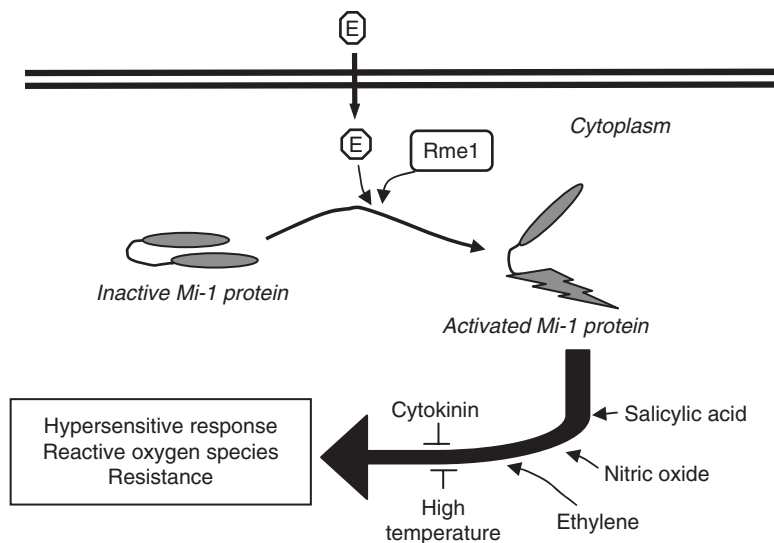 E
E
Cytoplasm
Rme1
Inactive Mi-1 protein
Activated Mi-1 protein
Hypersensitive response
Reactive oxygen species
Resistance
Cytokinin
High
temperature
Salicylic acid
Nitric oxide
Ethylene